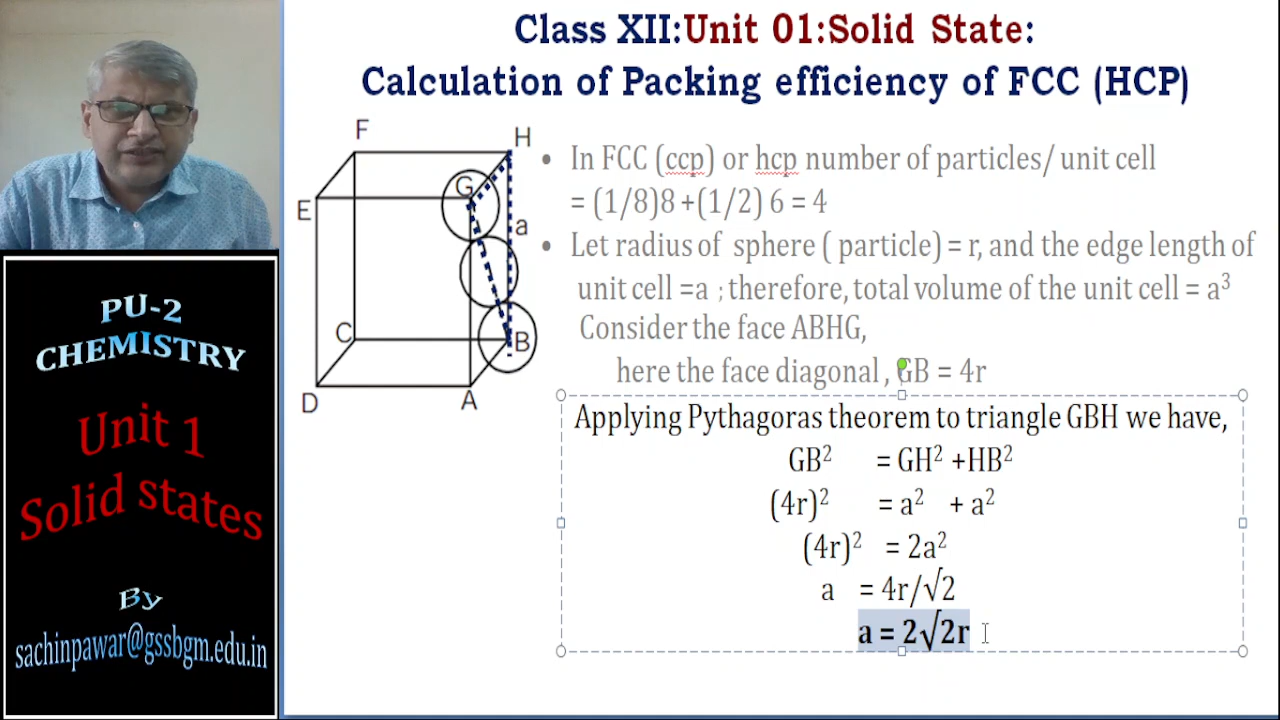 Class XII:Unit 01:Solid State:
Calculation of Packing efficiency of FCC (HCP)
F
H
G
E
a
C
B
D
A
• In FCC (ccp) or hcp number of particles/ unit cell
= (1/8)8 +(1/2) 6 = 4
• Let radius of sphere ( particle) = r, and the edge length of
unit cell =a ; therefore, total volume of the unit cell = a³
Consider the face ABHG,
here the face diagonal , GB = 4r
Applying Pythagoras theorem to triangle GBH we have,
GB² = GH² +HB²
(4r)² = a² + a²
(4r)² = 2a²
a = 4r/√2
a = 2√2r
PU-2
CHEMISTRY
Unit 1
Solid states
By
sachinpawar@gssbgm.edu.in